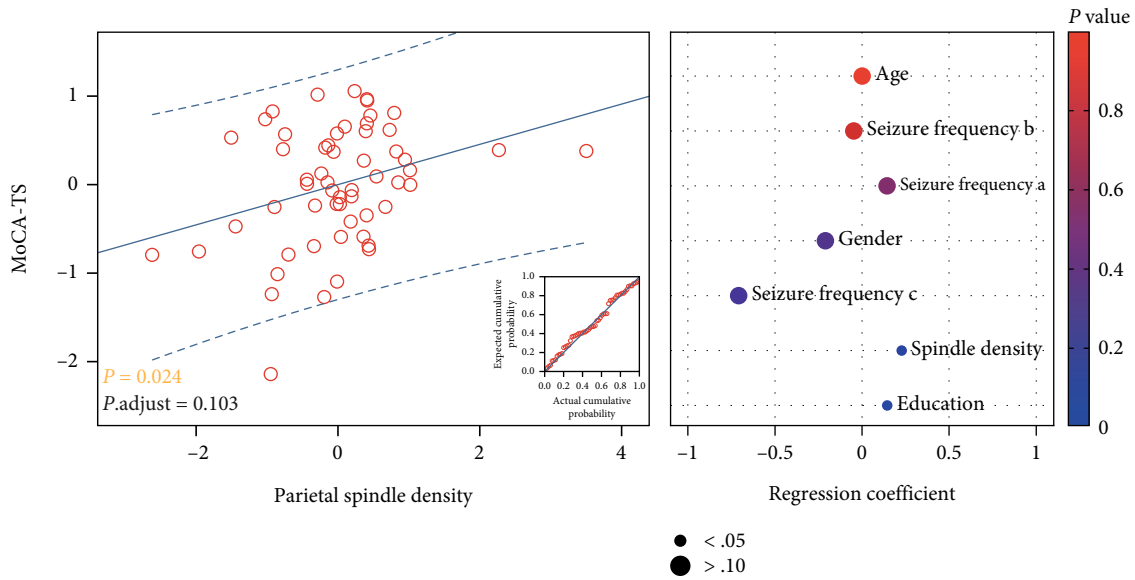 MoCA-TS
1
0
−1
−2
P = 0.024
P.adjust = 0.103
−2
0
2
4
Parietal spindle density
Expected cumulative
probability
1.0
0.8
0.6
0.4
0.2
0.0
0.0 0.2 0.4 0.6 0.8 1.0
Actual cumulative
probability
Age
Seizure frequency b
Seizure frequency a
Gender
Seizure frequency c
Spindle density
Education
−1
−0.5
0
0.5
1
Regression coefficient
< .05
> .10
P value
0.8
0.6
0.4
0.2
0